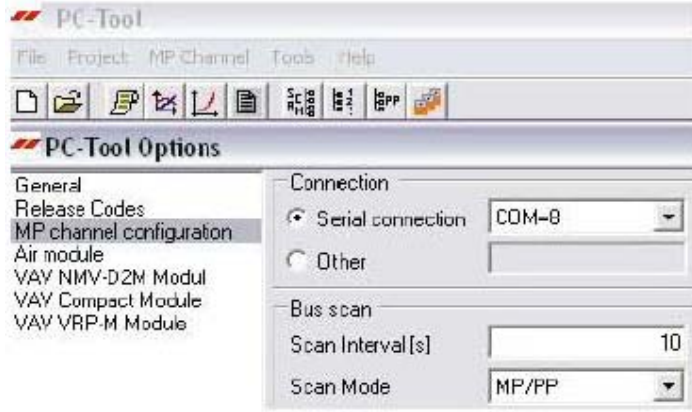 PC-Tool
File Project MP Channel Tools Help
PP
PC-Tool Options
General
Release Codes
MP channel configuration
Air module
VAV NMV-D2M Modul
VAV Compact Module
VAV VRP-M Module
Connection
Serial connection COM-8
Other
Bus scan
Scan Interval[s] 10
Scan Mode MP/PP